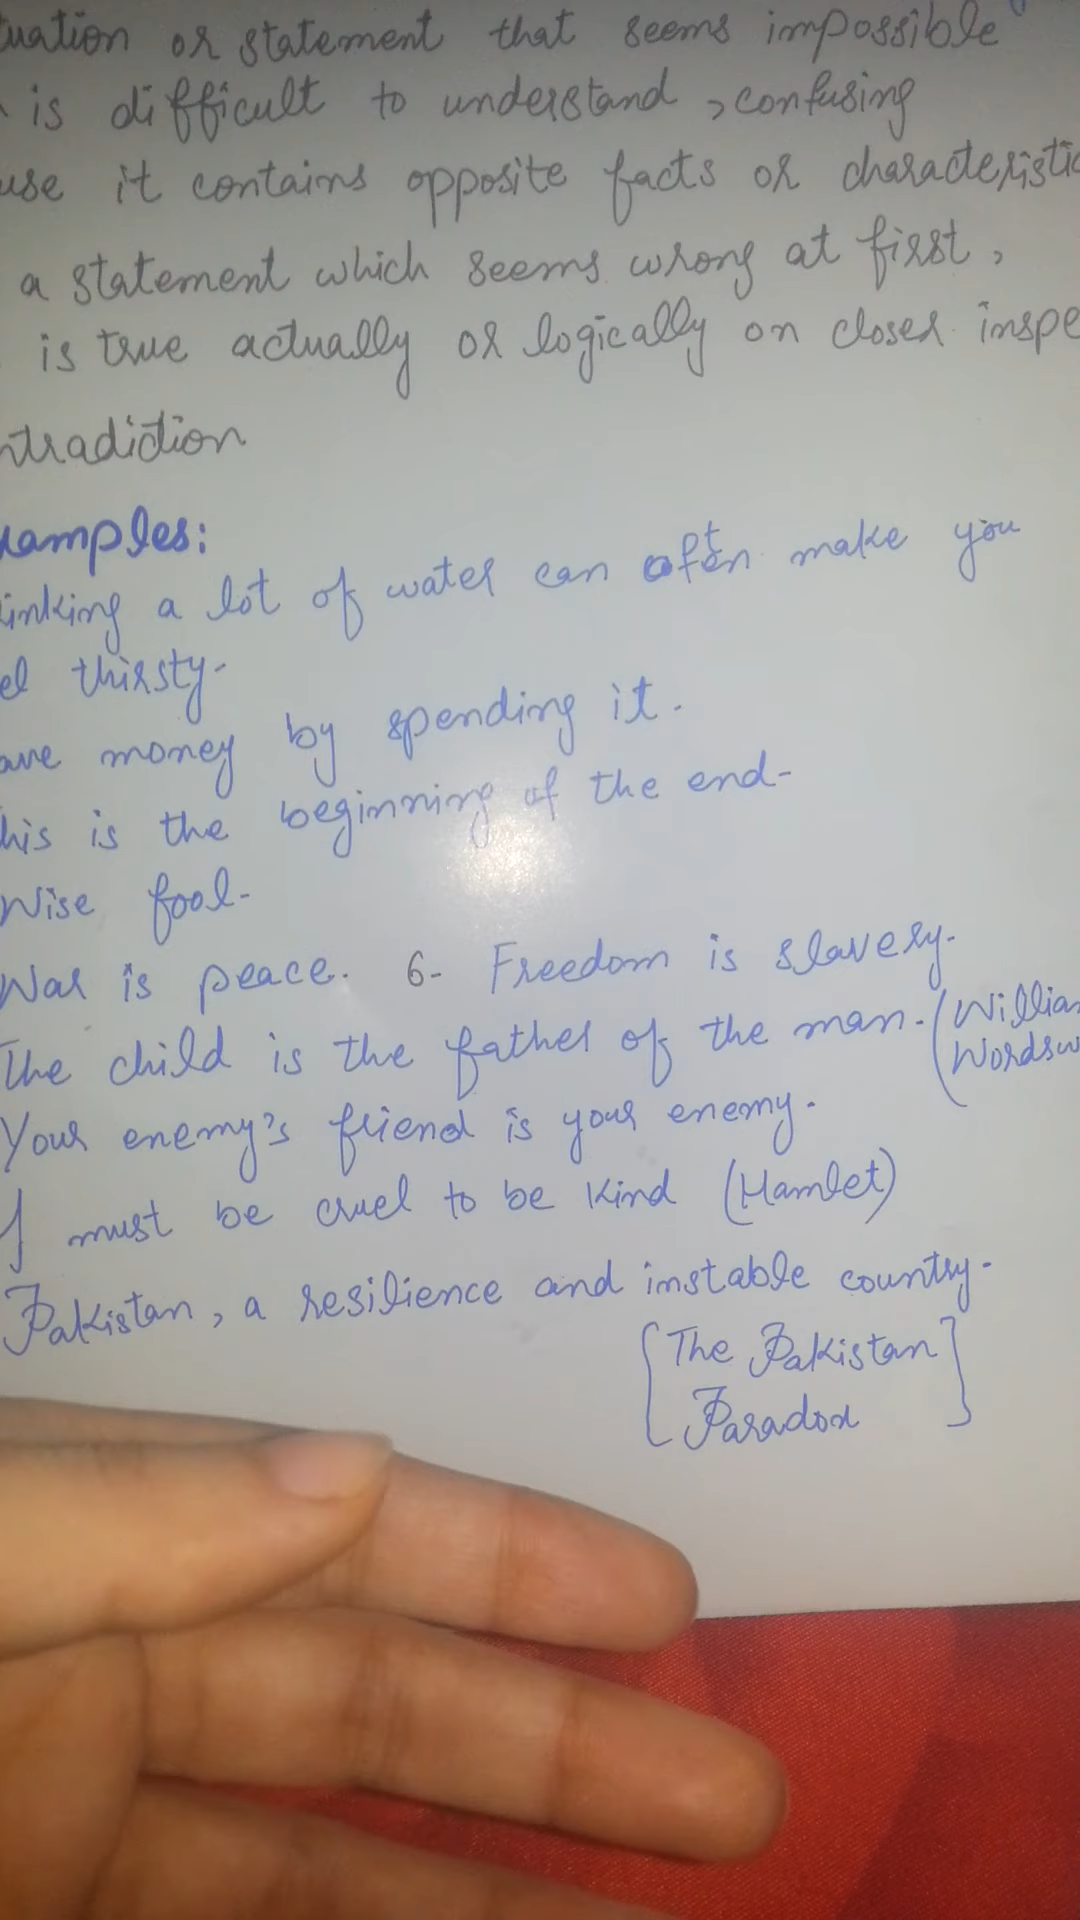 uation or statement that seems impossible
is difficult to understand, confusing
use it contains opposite facts or characteristic
a statement which seems wrong at first,
is true actually or logically on closer inspe
ntradiction
xamples:
inking a lot of water can often make you
el thirsty.
ave money by spending it.
his is the beginning of the end-
Wise fool-
War is peace. 6- Freedom is slavery.
The child is the father of the man. (William
Wordsw
Your enemy's friend is your enemy.
I must be cruel to be kind (Hamlet)
Pakistan, a resilience and instable country.
[The Pakistan
Paradox]